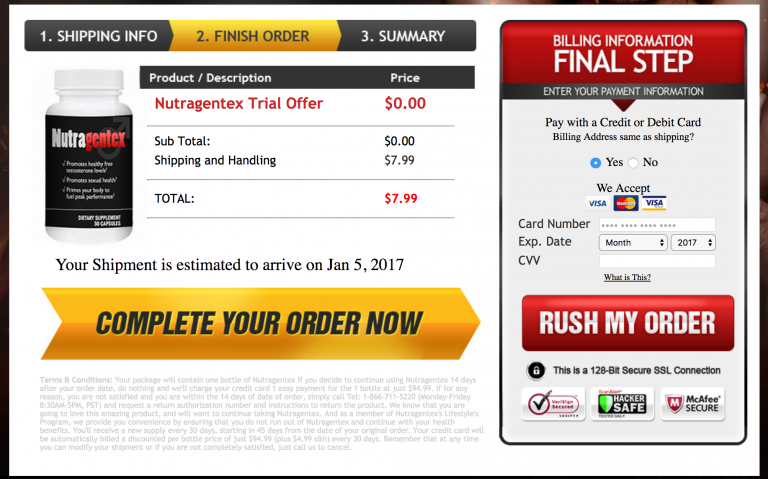 1. SHIPPING INFO
2. FINISH ORDER
3. SUMMARY
Product / Description Price
Nutragentex Trial Offer $0.00
Sub Total: $0.00
Shipping and Handling $7.99
TOTAL: $7.99
Nutragentex
√ Promotes healthy free
testosterone levels¹
√ Promotes sexual health²
√ Primes your body to
fuel peak performance³
DIETARY SUPPLEMENT
30 CAPSULES
Your Shipment is estimated to arrive on Jan 5, 2017
COMPLETE YOUR ORDER NOW
Terms & Conditions: Your package will contain one bottle of Nutragentex If you decide to continue using Nutragentex 14 days
after your order date, do nothing and we'll charge your credit card 1 easy payment for the 1 bottle at just $94.99. If for any
reason, you are not satisfied and you are within the 14 days of date of order, simply call Tel: 1-866-711-5220 (Monday-Friday
8:30AM-5PM, PST) and request a return authorization number and instructions to return the product. We know that you are
going to love this amazing product, and will want to continue taking Nutragentex. And as a member of Nutragentex's Lifestyle's
Program, we provide you convenience by ensuring that you do not run out of Nutragentex and continue with your health
benefits. You'll receive a new supply every 30 days, starting in 45 days from the date of your original order. Your credit card will
be automatically billed a discounted per bottle price of just $94.99 (plus $4.99 s&h) every 30 days. Remember that at any time
you can modify your shipment or if you are not completely satisfied, just call us to cancel.
BILLING INFORMATION
FINAL STEP
ENTER YOUR PAYMENT INFORMATION
Pay with a Credit or Debit Card
Billing Address same as shipping?
Yes No
We Accept
VISA MasterCard VISA
Card Number
Exp. Date Month 2017
CVV
What is This?
RUSH MY ORDER
This is a 128-Bit Secure SSL Connection
VeriSign
Secured
VERIFY
ScanAlert
HACKER
SAFE
TESTED DAILY
McAfee
SECURE